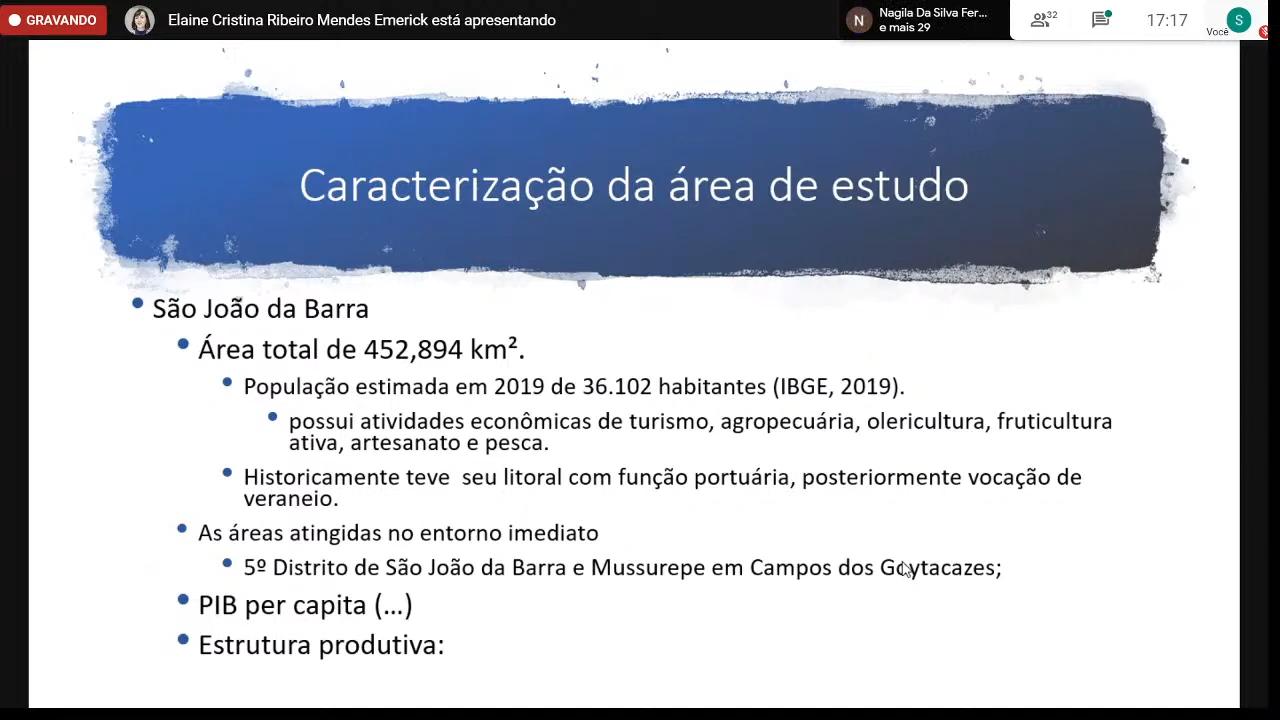 GRAVANDO
Elaine Cristina Ribeiro Mendes Emerick está apresentando
N
Nagila Da Silva Fer...
e mais 29
32
17:17
Você
S
Caracterização da área de estudo
• São João da Barra
• Área total de 452,894 km².
• População estimada em 2019 de 36.102 habitantes (IBGE, 2019).
• possui atividades econômicas de turismo, agropecuária, olericultura, fruticultura
ativa, artesanato e pesca.
• Historicamente teve  seu litoral com função portuária, posteriormente vocação de
veraneio.
• As áreas atingidas no entorno imediato
• 5º Distrito de São João da Barra e Mussurepe em Campos dos Goytacazes;
• PIB per capita (...)
• Estrutura produtiva: